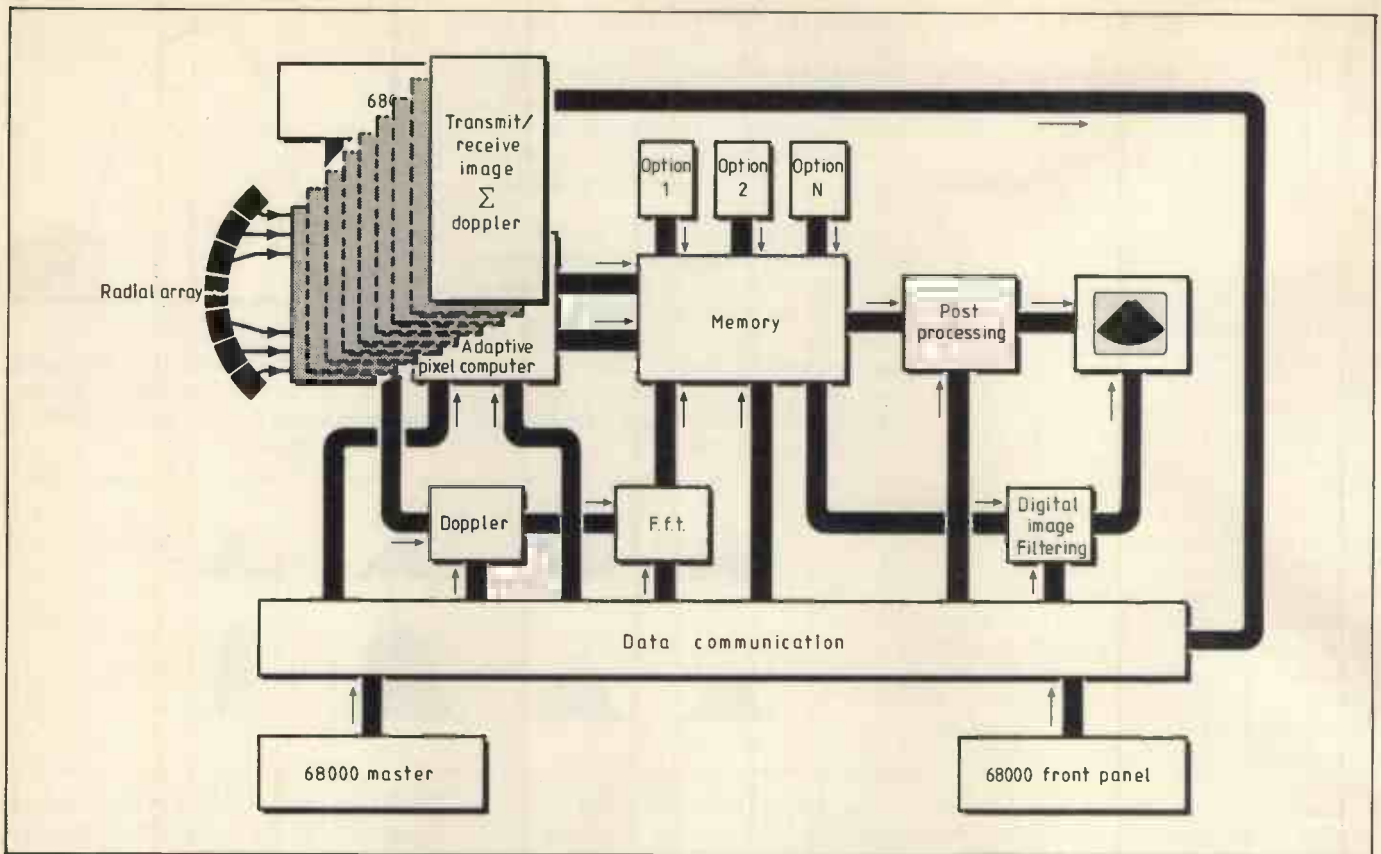 68
Transmit/
receive
image
Σ
doppler
Option
1
Option
2
Option
N
Radial array
Memory
Post
processing
Adaptive
pixel computer
Doppler
F.f.t.
Digital
image
Filtering
Data communication
68000 master
68000 front panel